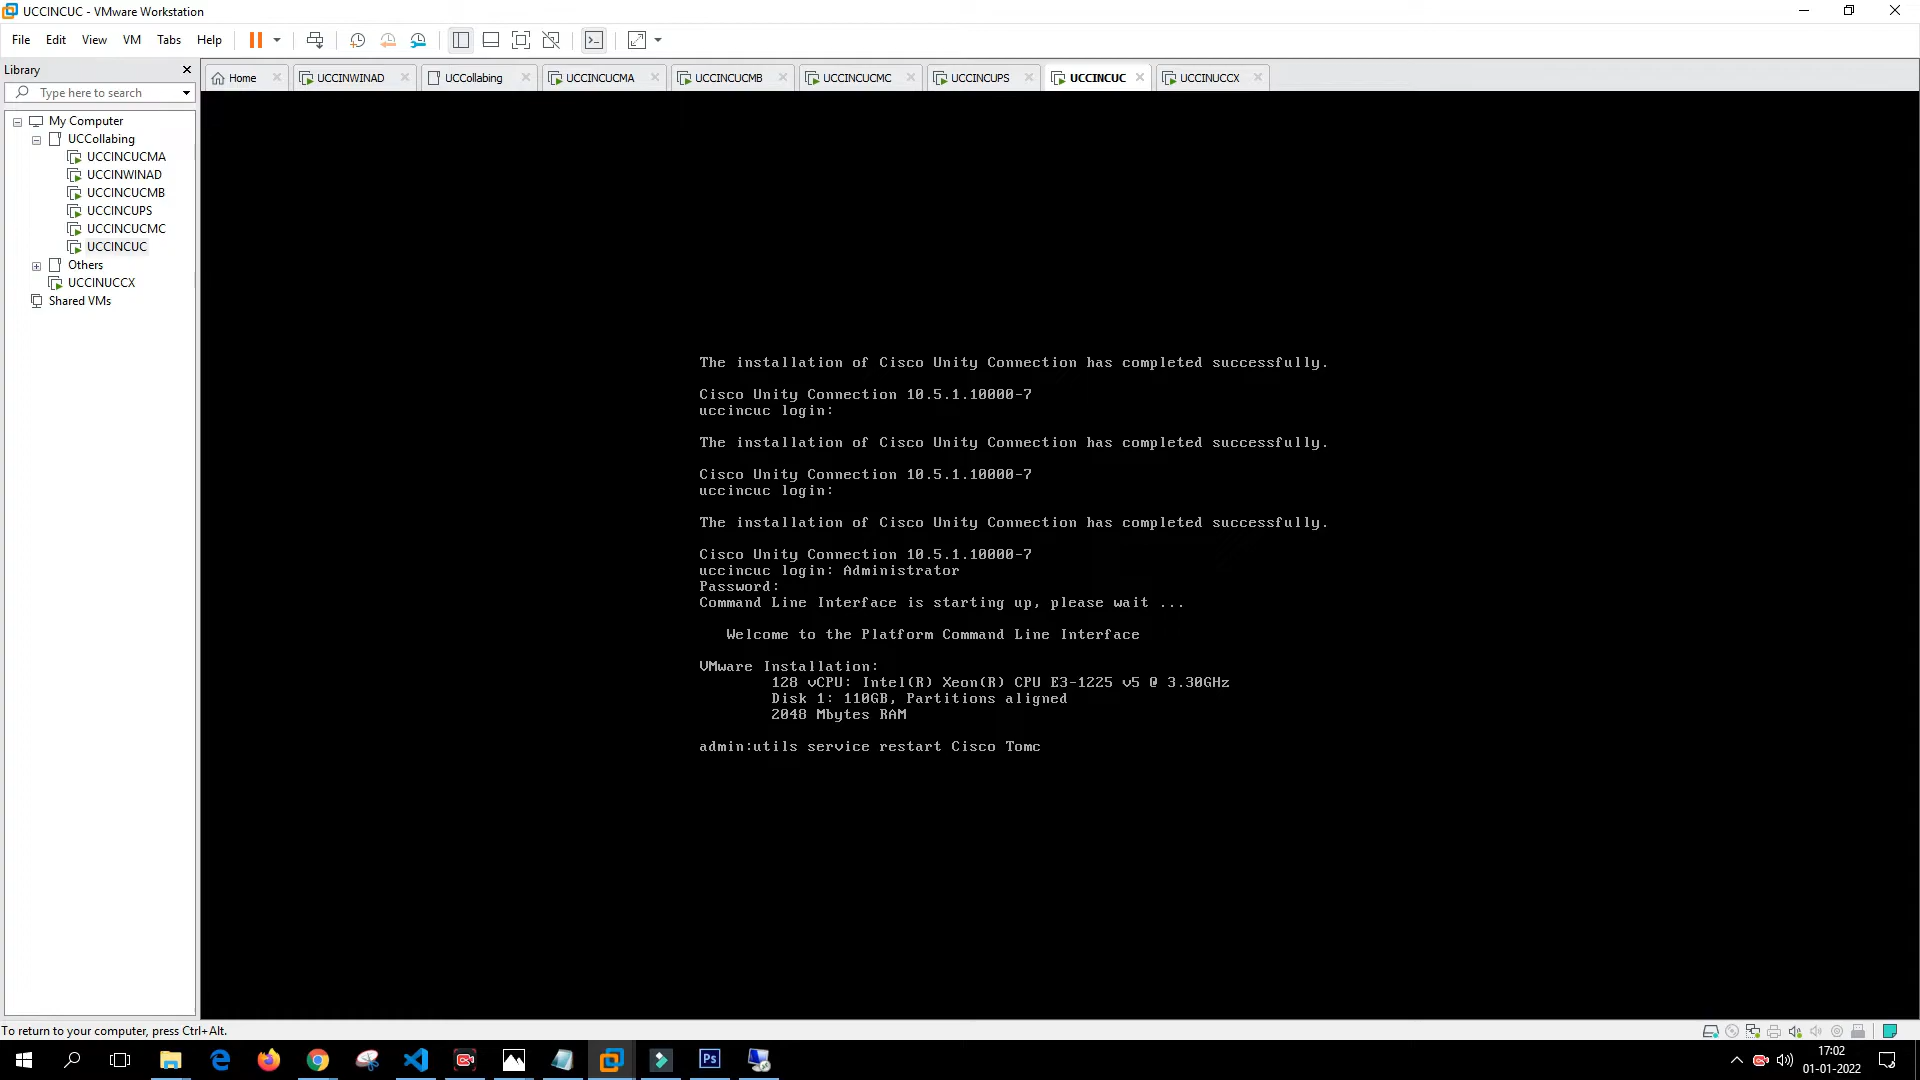 UCCINCUC - VMware Workstation
File Edit View VM Tabs Help
Library
Type here to search
Home UCCINWINAD UCCollabing UCCINCUCMA UCCINCUCMB UCCINCUCMC UCCINCUPS UCCINCUC UCCINUCCX
My Computer
UCCollabing
UCCINCUCMA
UCCINWINAD
UCCINCUCMB
UCCINCUPS
UCCINCUCMC
UCCINCUC
Others
UCCINUCCX
Shared VMs
The installation of Cisco Unity Connection has completed successfully.
Cisco Unity Connection 10.5.1.10000-7
uccincuc login:
The installation of Cisco Unity Connection has completed successfully.
Cisco Unity Connection 10.5.1.10000-7
uccincuc login:
The installation of Cisco Unity Connection has completed successfully.
Cisco Unity Connection 10.5.1.10000-7
uccincuc login: Administrator
Password:
Command Line Interface is starting up, please wait ...
Welcome to the Platform Command Line Interface
VMware Installation:
128 vCPU: Intel(R) Xeon(R) CPU E3-1225 v5 @ 3.30GHz
Disk 1: 110GB, Partitions aligned
2048 Mbytes RAM
admin:utils service restart Cisco Tomc
To return to your computer, press Ctrl+Alt.
Ps
17:02
01-01-2022